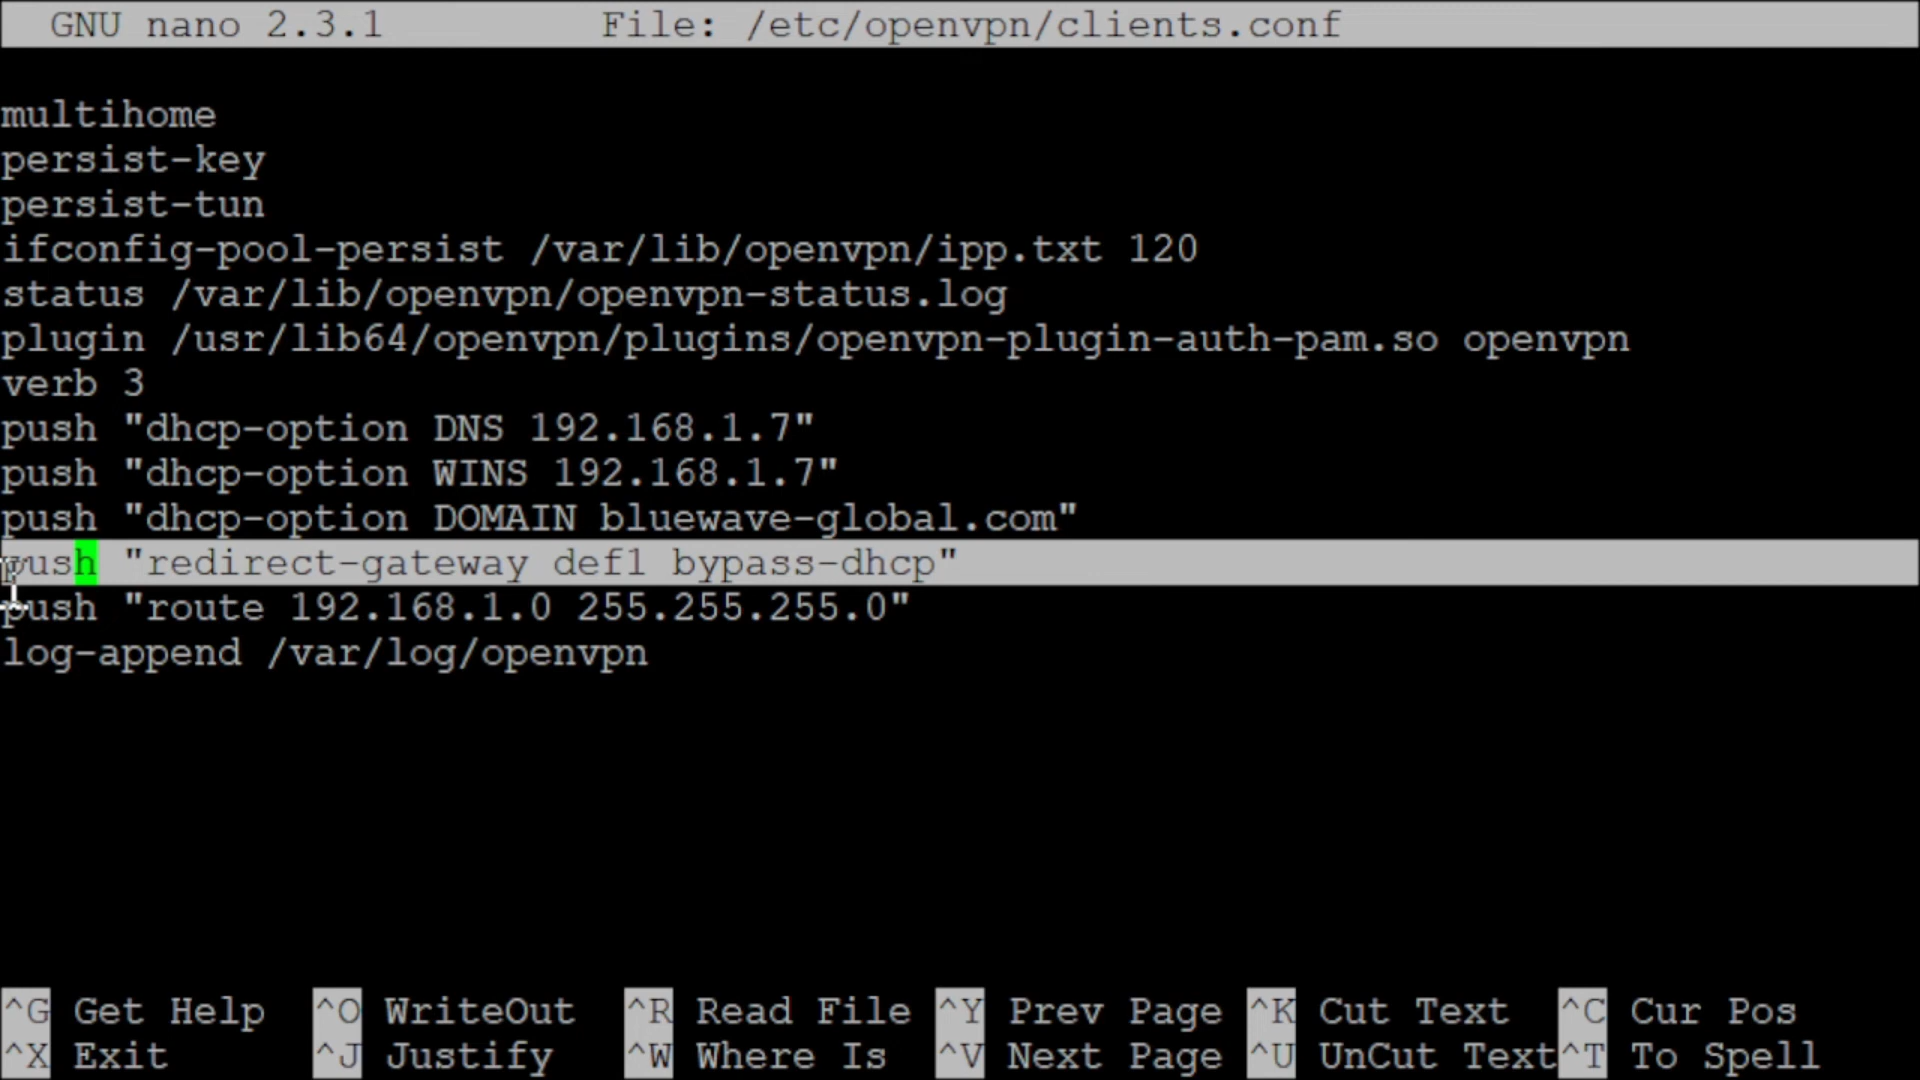 GNU nano 2.3.1 File: /etc/openvpn/clients.conf
multihome
persist-key
persist-tun
ifconfig-pool-persist /var/lib/openvpn/ipp.txt 120
status /var/lib/openvpn/openvpn-status.log
plugin /usr/lib64/openvpn/plugins/openvpn-plugin-auth-pam.so openvpn
verb 3
push "dhcp-option DNS 192.168.1.7"
push "dhcp-option WINS 192.168.1.7"
push "dhcp-option DOMAIN bluewave-global.com"
push "redirect-gateway def1 bypass-dhcp"
push "route 192.168.1.0 255.255.255.0"
log-append /var/log/openvpn
^G Get Help ^O WriteOut ^R Read File ^Y Prev Page ^K Cut Text ^C Cur Pos
^X Exit ^J Justify ^W Where Is ^V Next Page ^U UnCut Text ^T To Spell